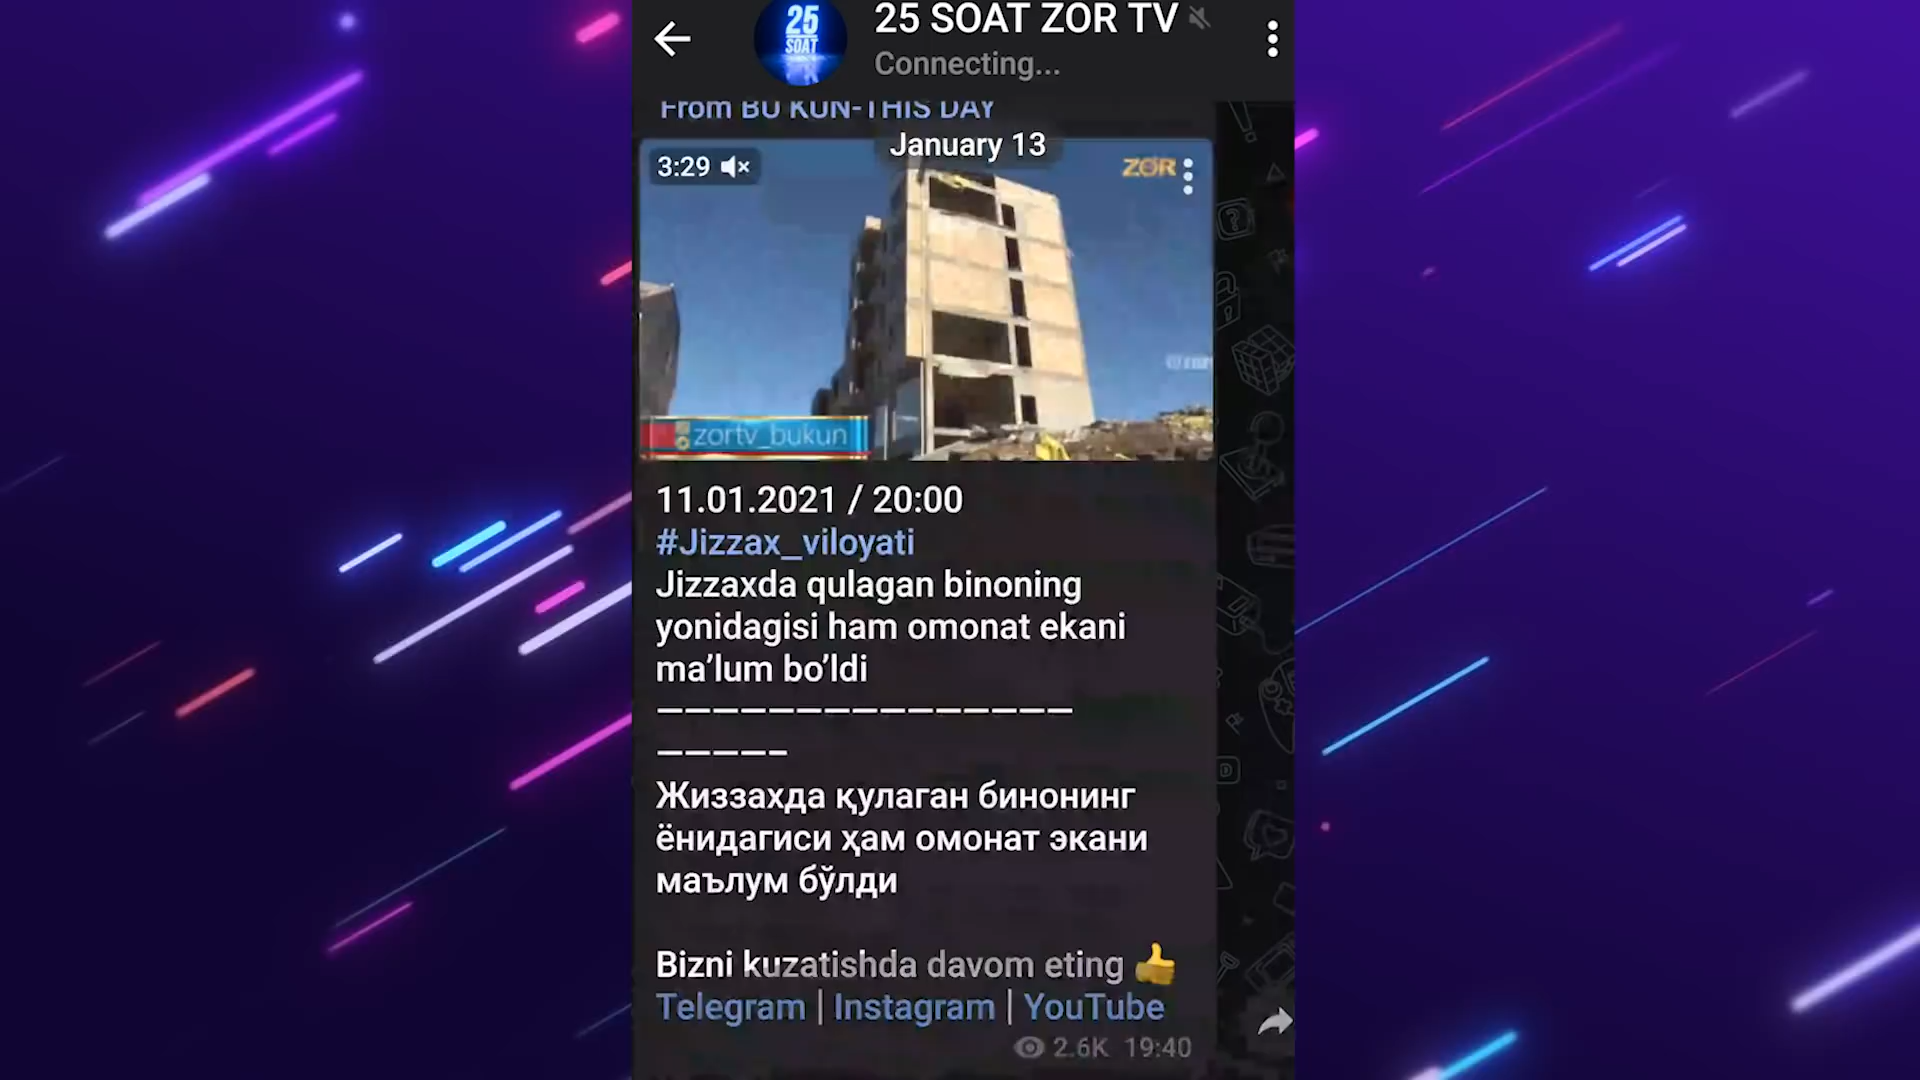 25 SOAT
25 SOAT ZOR TV
Connecting...
From BU KUN-THIS DAY
January 13
3:29
ZOR
zortv_bukun
11.01.2021 / 20:00
#Jizzax_viloyati
Jizzaxda qulagan binoning
yonidagisi ham omonat ekani
ma’lum bo’ldi
———————————————
—————
Жиззахда қулаган бинонинг
ёнидагиси ҳам омонат экани
маълум бўлди
Bizni kuzatishda davom eting 👍
Telegram | Instagram | YouTube
2.6K 19:40